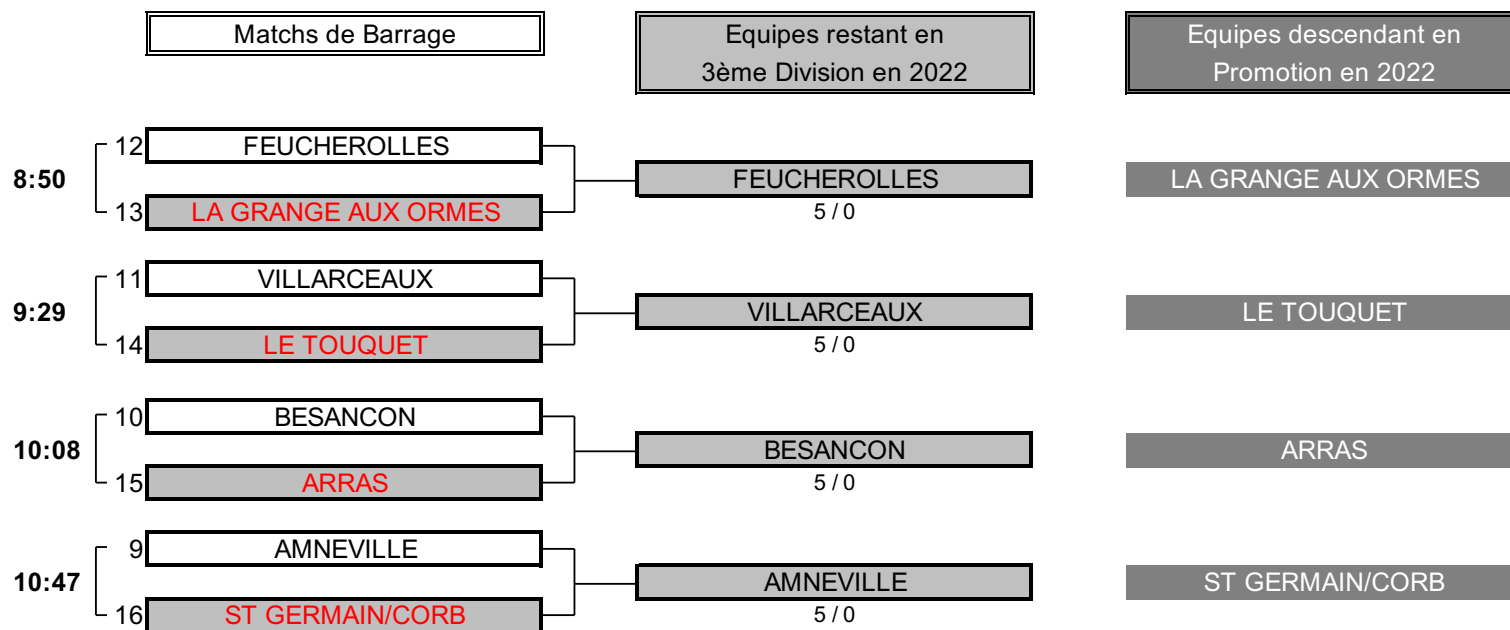 Matchs de Barrage
Equipes restant en
3ème Division en 2022
Equipes descendant en
Promotion en 2022
12 FEUCHEROLLES
8:50 FEUCHEROLLES LA GRANGE AUX ORMES
13 LA GRANGE AUX ORMES 5 / 0
11 VILLARCEAUX
9:29 VILLARCEAUX LE TOUQUET
14 LE TOUQUET 5 / 0
10 BESANCON
10:08 BESANCON ARRAS
15 ARRAS 5 / 0
9 AMNEVILLE
10:47 AMNEVILLE ST GERMAIN/CORB
16 ST GERMAIN/CORB 5 / 0